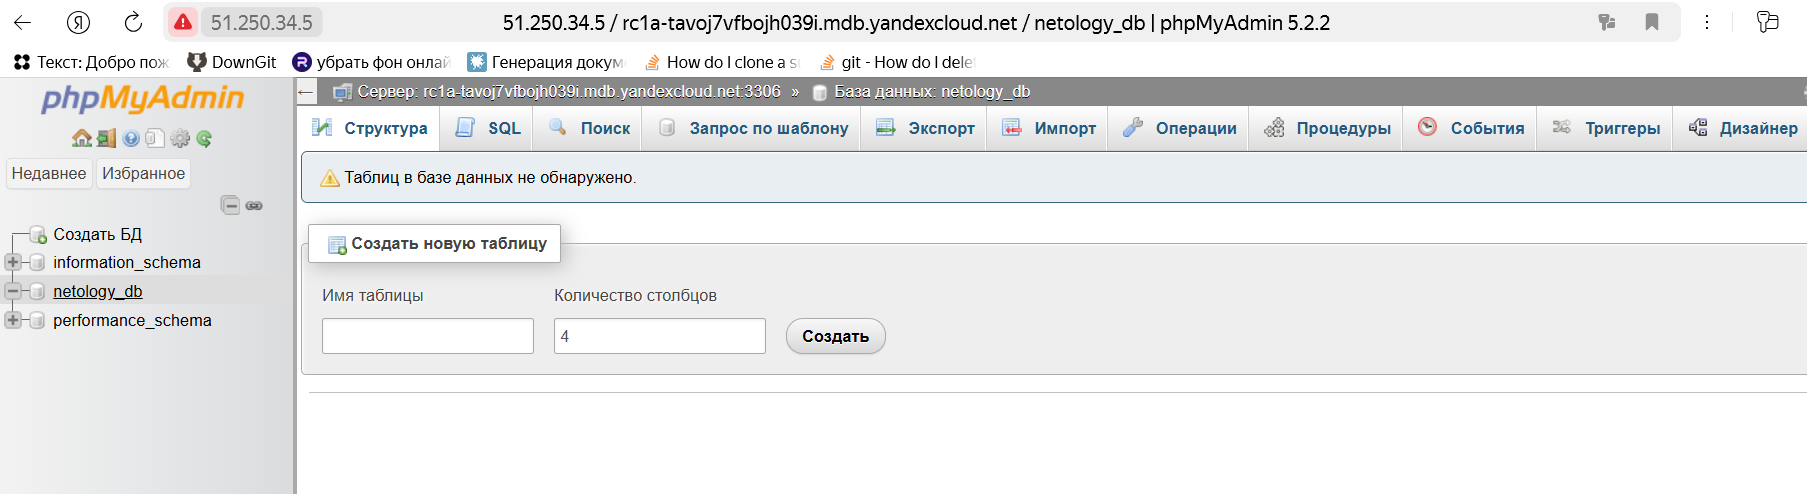 51.250.34.5
51.250.34.5 / rc1a-tavoj7vfbojh039i.mdb.yandexcloud.net / netology_db | phpMyAdmin 5.2.2
Текст: Добро пож
DownGit
убрать фон онлай
Генерация докум
How do I clone a su
git - How do I dele
phpMyAdmin
Сервер: rc1a-tavoj7vfbojh039i.mdb.yandexcloud.net:3306 » База данных: netology_db
Структура
SQL
Поиск
Запрос по шаблону
Экспорт
Импорт
Операции
Процедуры
События
Триггеры
Дизайнер
Недавнее
Избранное
Таблиц в базе данных не обнаружено.
Создать БД
information_schema
netology_db
performance_schema
Создать новую таблицу
Имя таблицы
Количество столбцов
4
Создать